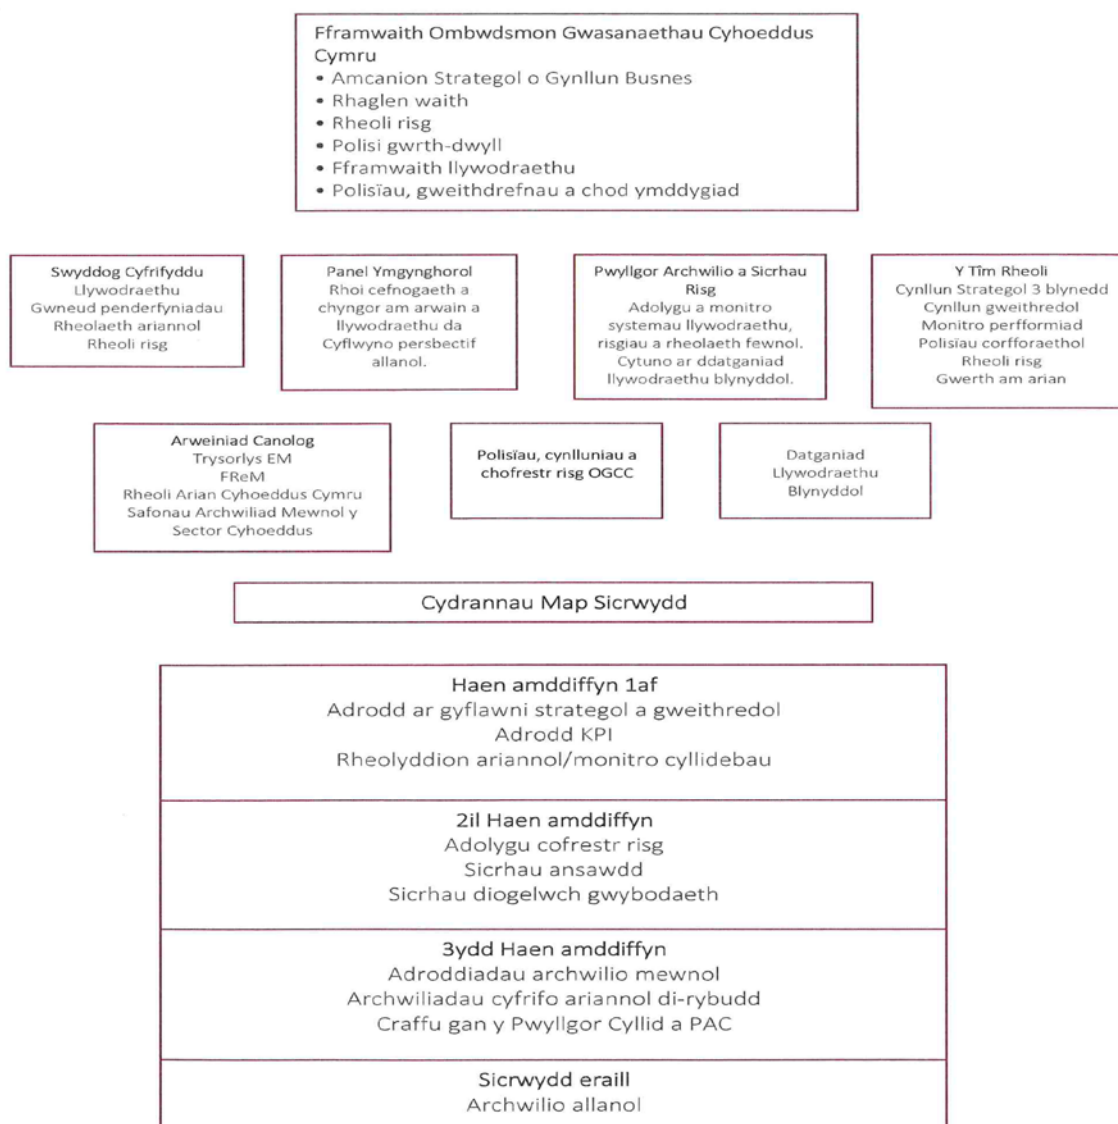 Fframwaith Ombwdsmon Gwasanaethau Cyhoeddus
Cymru
• Amcanion Strategol o Gynllun Busnes
• Rhaglen waith
• Rheoli risg
• Polisi gwrth-dwyll
• Fframwaith llywodraethu
• Polisïau, gweithdrefnau a chod ymddygiad
Swyddog Cyfrifyddu
Llywodraethu
Gwneud penderfyniadau
Rheolaeth ariannol
Rheoli risg
Panel Ymgynghorol
Rhoi cefnogaeth a
chyngor am arwain a
llywodraethu da
Cyflwyno persbectif
allanol.
Pwyllgor Archwilio a Sicrhau
Risg
Adolygu a monitro
systemau llywodraethu,
risgiau a rheolaeth fewnol.
Cytuno ar ddatganiad
llywodraethu blynyddol.
Y Tîm Rheoli
Cynllun Strategol 3 blynedd
Cynllun gweithredol
Monitro perfformiad
Polisïau corfforaethol
Rheoli risg
Gwerth am arian
Arweiniad Canolog
Trysorlys EM
FReM
Rheoli Arian Cyhoeddus Cymru
Safonau Archwiliad Mewnol y
Sector Cyhoeddus
Polisïau, cynlluniau a
chofrestr risg OGCC
Datganiad
Llywodraethu
Blynyddol
Cydrannau Map Sicrwydd
Haen amddiffyn 1af
Adrodd ar gyflawni strategol a gweithredol
Adrodd KPI
Rheolyddion ariannol/monitro cyllidebau
2il Haen amddiffyn
Adolygu cofrestr risg
Sicrhau ansawdd
Sicrhau diogelwch gwybodaeth
3ydd Haen amddiffyn
Adroddiadau archwilio mewnol
Archwiliadau cyfrifo ariannol di-rybudd
Craffu gan y Pwyllgor Cyllid a PAC
Sicrwydd eraill
Archwilio allanol